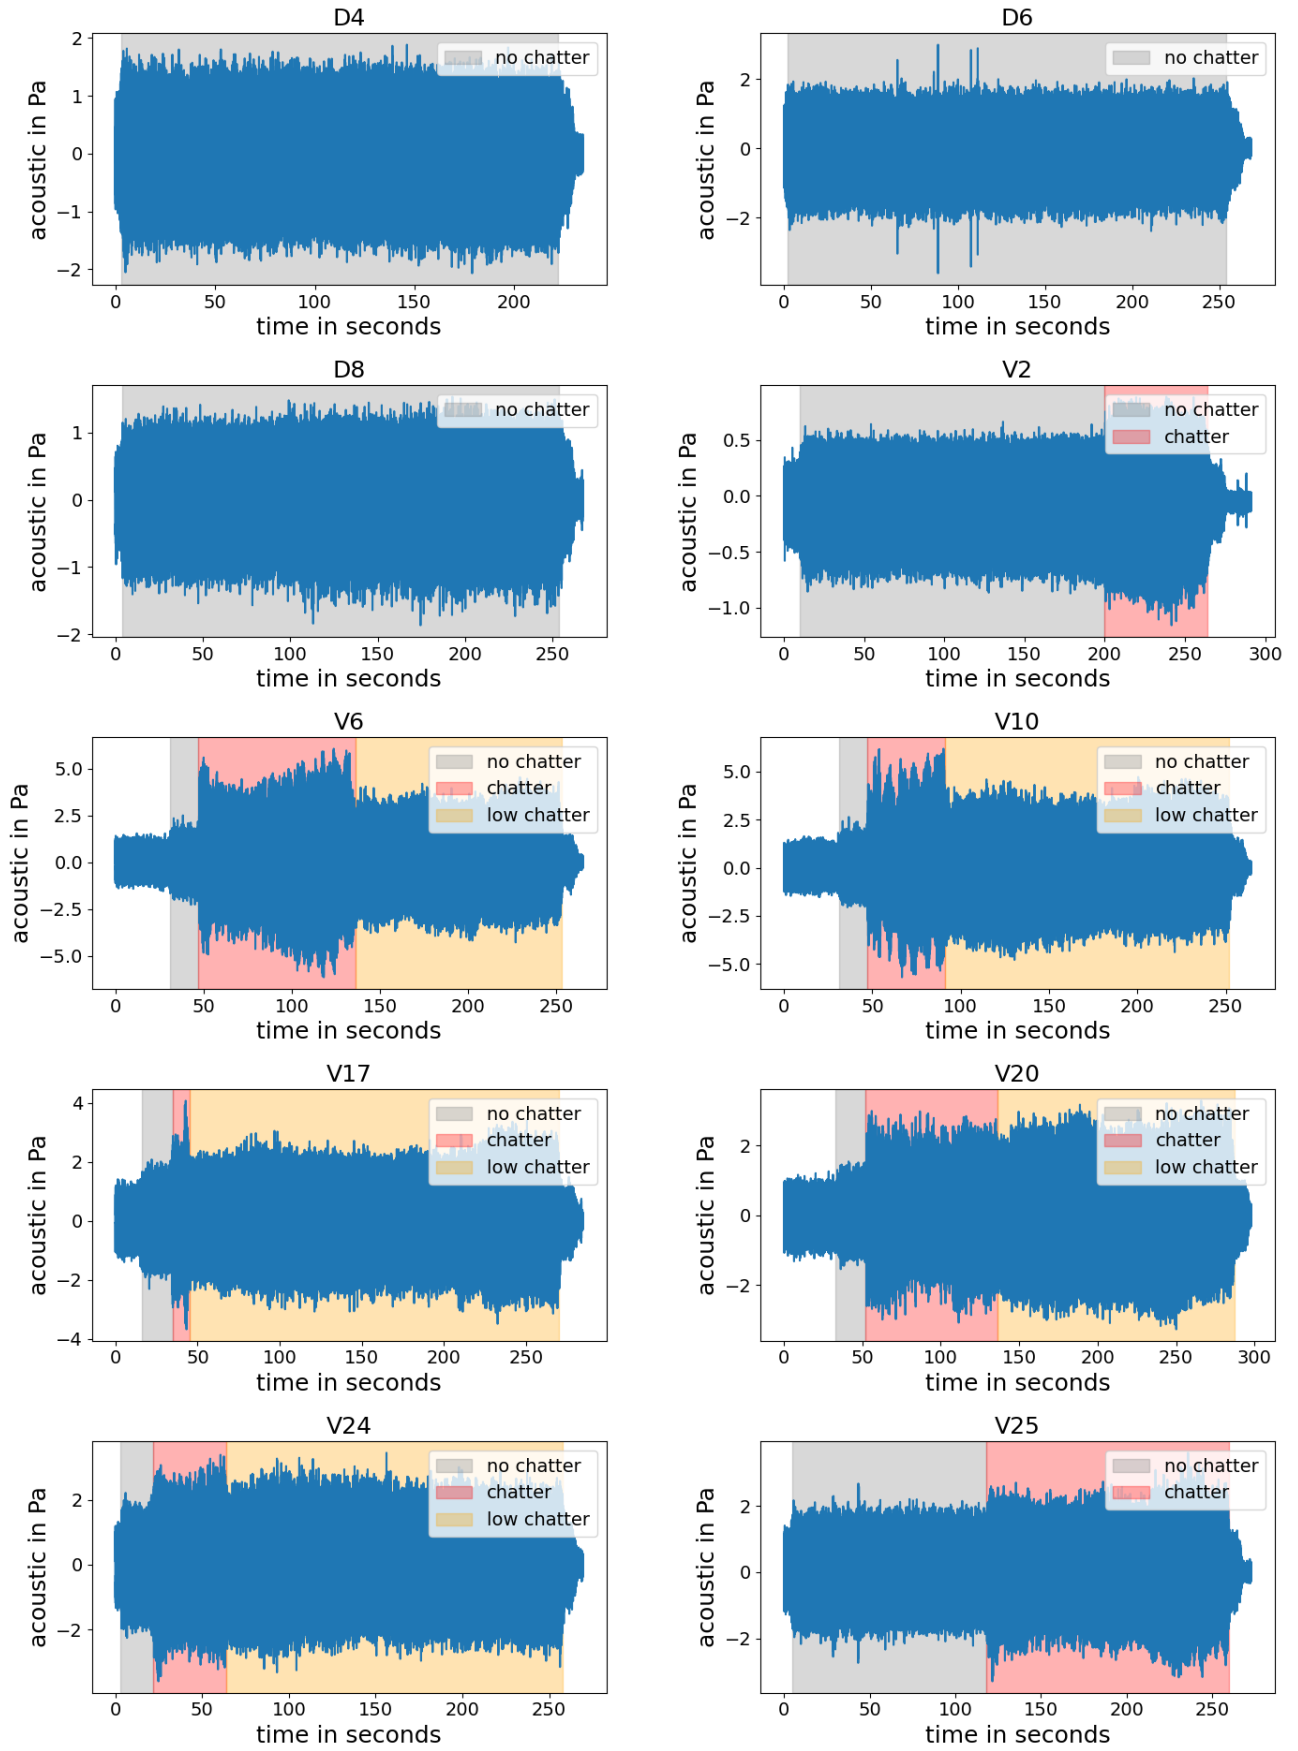 D4
2
1
0
−1
−2
acoustic in Pa
no chatter
0 50 100 150 200
time in seconds
D6
2
0
−2
acoustic in Pa
no chatter
0 50 100 150 200 250
time in seconds
D8
1
0
−1
−2
acoustic in Pa
no chatter
0 50 100 150 200 250
time in seconds
V2
0.5
0.0
−0.5
−1.0
acoustic in Pa
no chatter
chatter
0 50 100 150 200 250 300
time in seconds
V6
5.0
2.5
0.0
−2.5
−5.0
acoustic in Pa
no chatter
chatter
low chatter
0 50 100 150 200 250
time in seconds
V10
5.0
2.5
0.0
−2.5
−5.0
acoustic in Pa
no chatter
chatter
low chatter
0 50 100 150 200 250
time in seconds
V17
4
2
0
−2
−4
acoustic in Pa
no chatter
chatter
low chatter
0 50 100 150 200 250
time in seconds
V20
2
0
−2
acoustic in Pa
no chatter
chatter
low chatter
0 50 100 150 200 250 300
time in seconds
V24
2
0
−2
acoustic in Pa
no chatter
chatter
low chatter
0 50 100 150 200 250
time in seconds
V25
2
0
−2
acoustic in Pa
no chatter
chatter
0 50 100 150 200 250
time in seconds